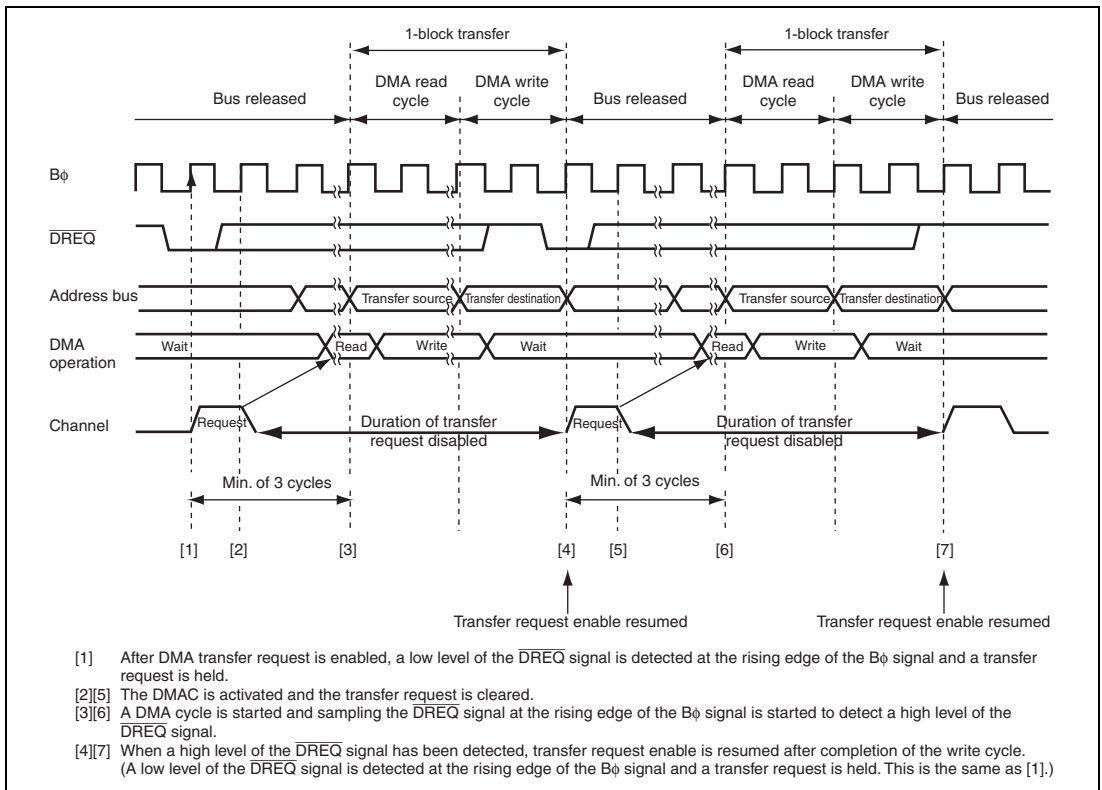 1-block transfer 1-block transfer
DMA read DMA write DMA read DMA write
Bus released cycle cycle Bus released cycle cycle Bus released
Bϕ
DREQ
Address bus Transfer source Transfer destination Transfer source Transfer destination
DMA operation Wait Read Write Wait Read Write Wait
Channel Request Duration of transfer request disabled Request Duration of transfer request disabled
Min. of 3 cycles Min. of 3 cycles
[1] [2] [3] [4] [5] [6] [7]
Transfer request enable resumed Transfer request enable resumed
[1] After DMA transfer request is enabled, a low level of the DREQ signal is detected at the rising edge of the Bϕ signal and a transfer
request is held.
[2][5] The DMAC is activated and the transfer request is cleared.
[3][6] A DMA cycle is started and sampling the DREQ signal at the rising edge of the Bϕ signal is started to detect a high level of the
DREQ signal.
[4][7] When a high level of the DREQ signal has been detected, transfer request enable is resumed after completion of the write cycle.
(A low level of the DREQ signal is detected at the rising edge of the Bϕ signal and a transfer request is held. This is the same as [1].)